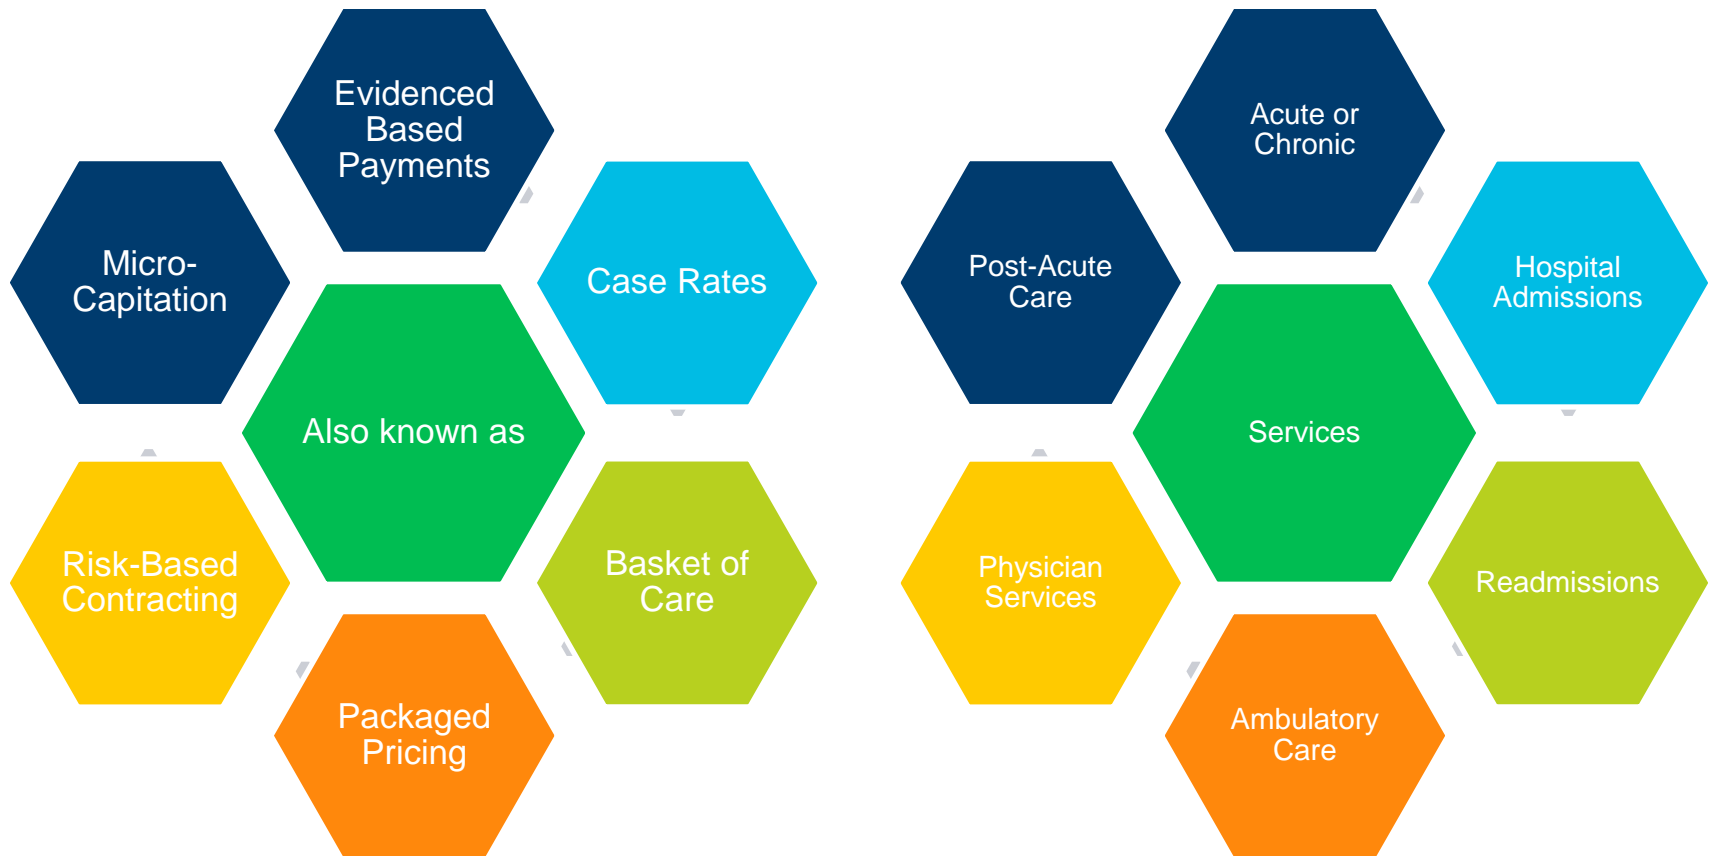 Evidenced
Based
Payments
Case Rates
Basket of
Care
Packaged
Pricing
Risk-Based
Contracting
Micro-
Capitation
Also known as
Acute or
Chronic
Hospital
Admissions
Readmissions
Ambulatory
Care
Physician
Services
Post-Acute
Care
Services